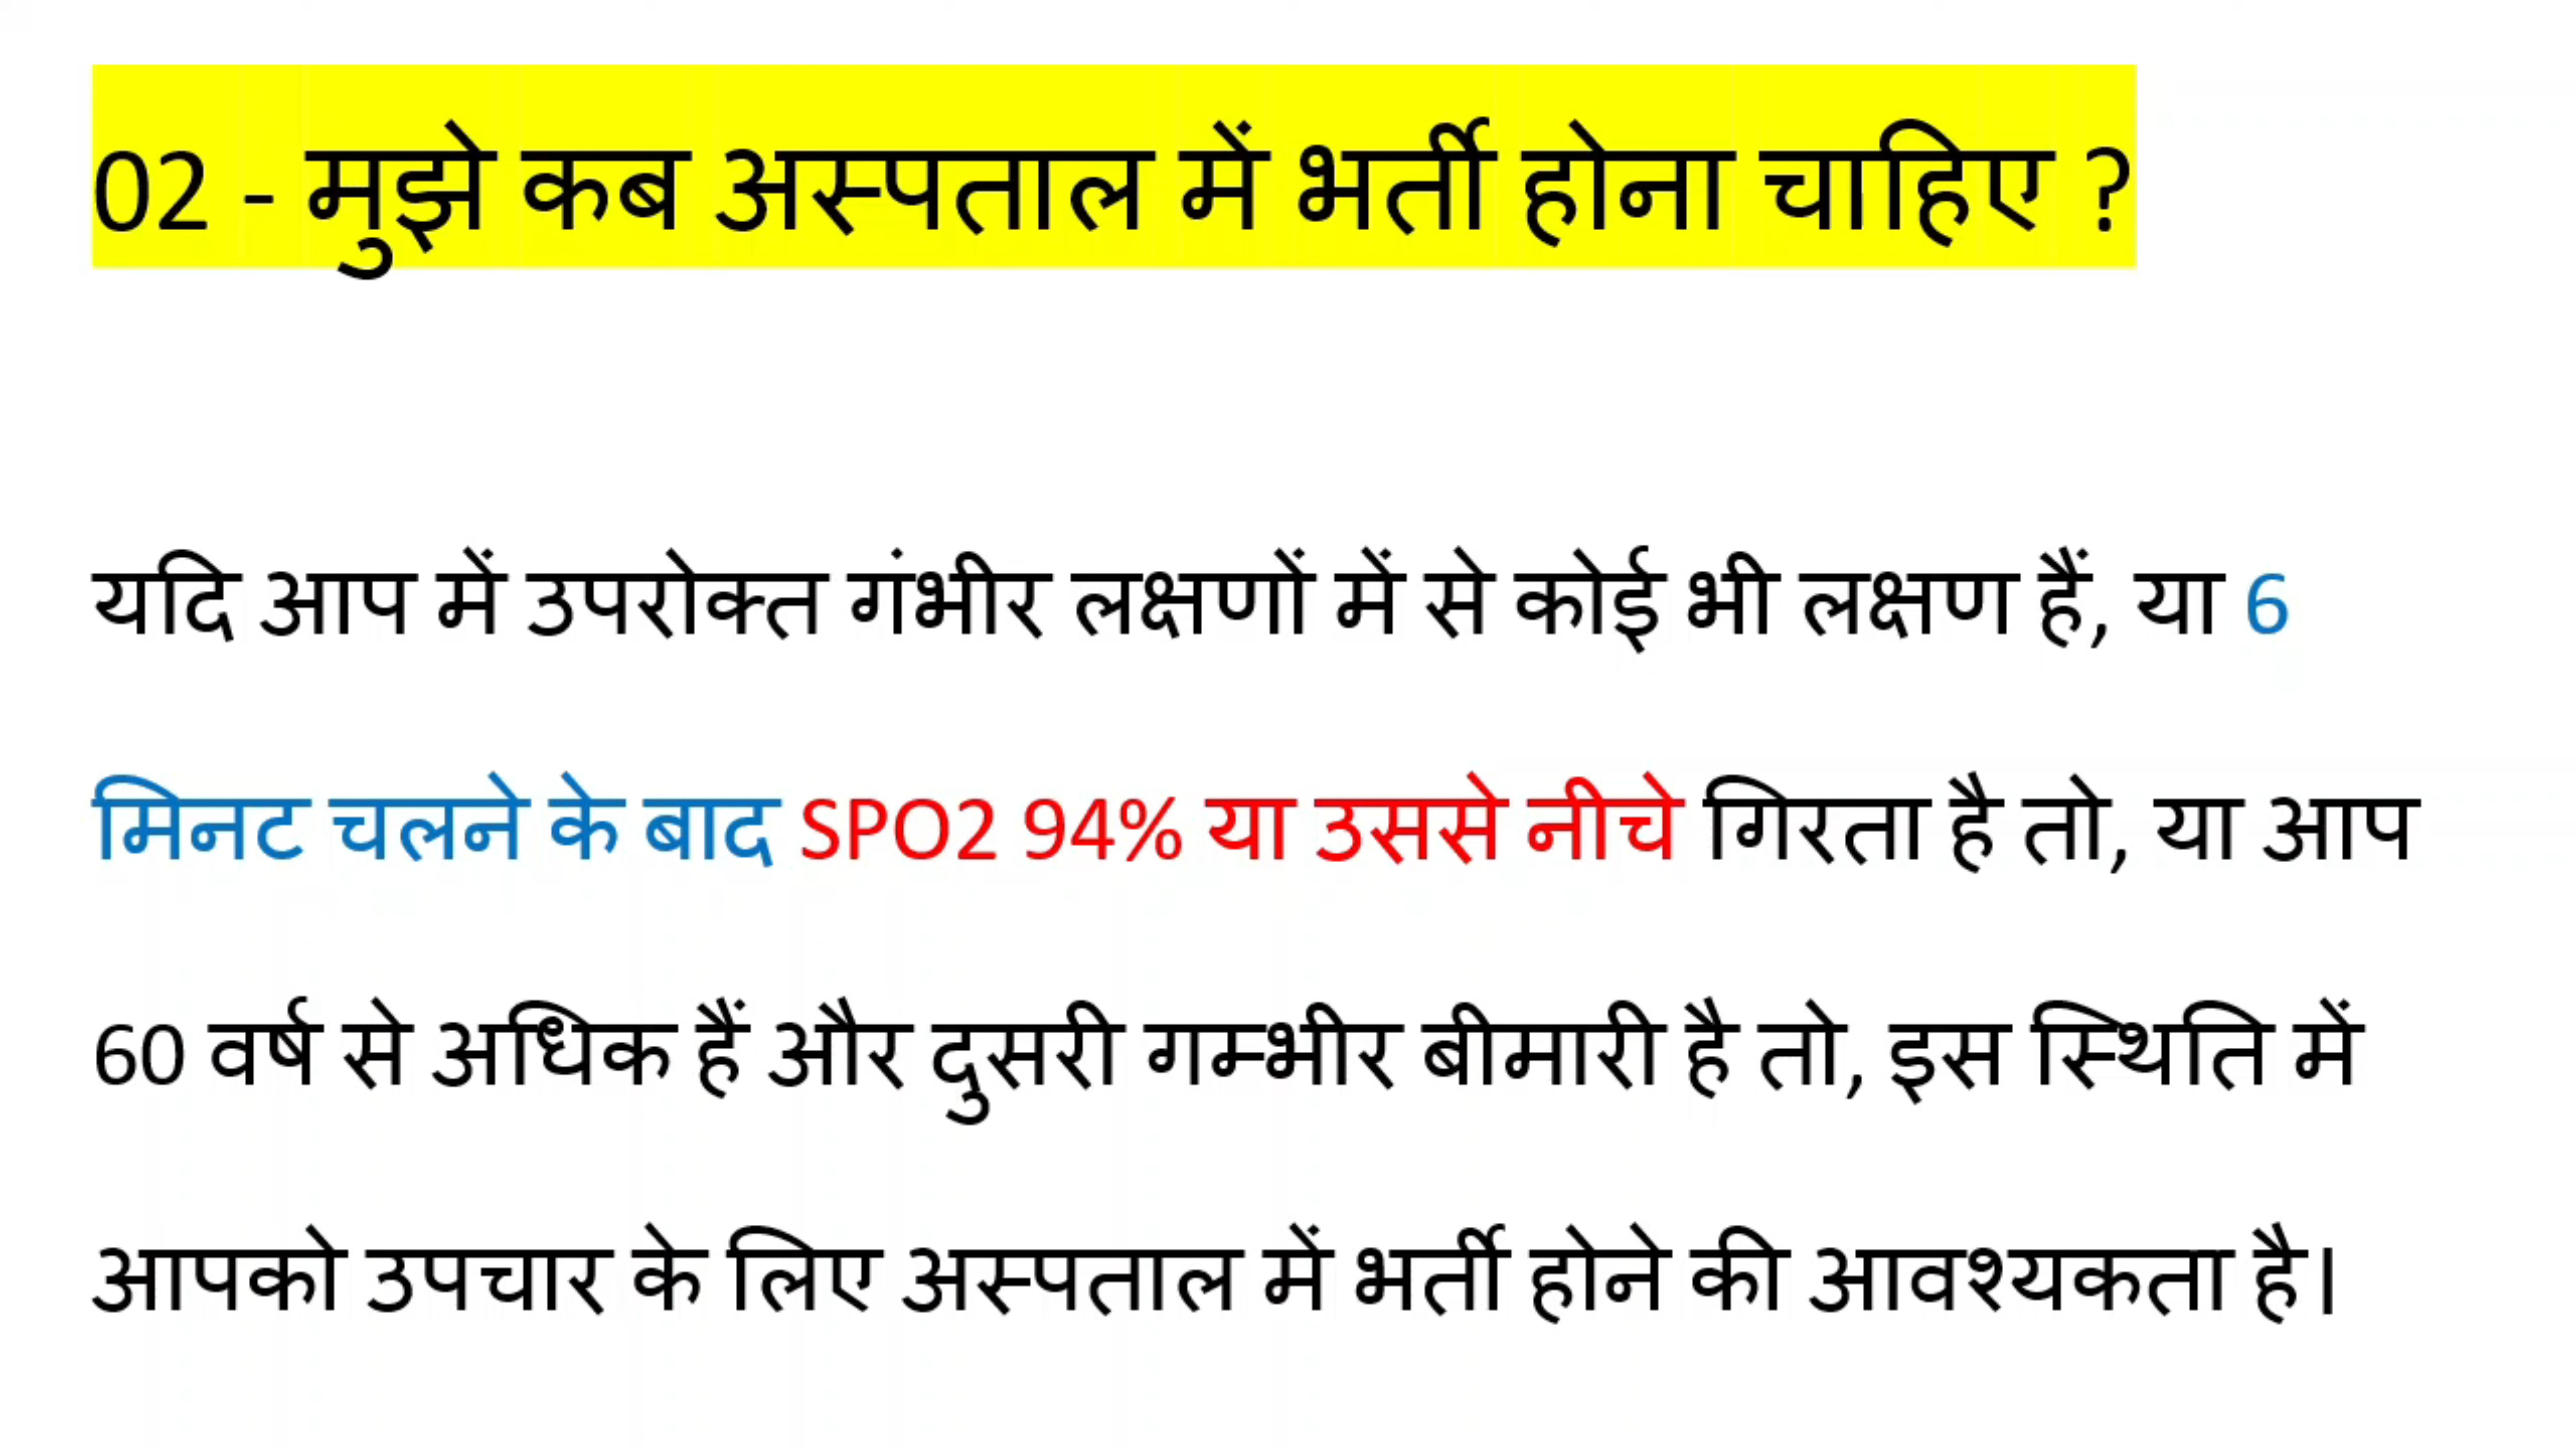 02 - मुझे कब अस्पताल में भर्ती होना चाहिए ?
यदि आप में उपरोक्त गंभीर लक्षणों में से कोई भी लक्षण हैं, या 6
मिनट चलने के बाद SPO2 94% या उससे नीचे गिरता है तो, या आप
60 वर्ष से अधिक हैं और दुसरी गम्भीर बीमारी है तो, इस स्थिति में
आपको उपचार के लिए अस्पताल में भर्ती होने की आवश्यकता है।